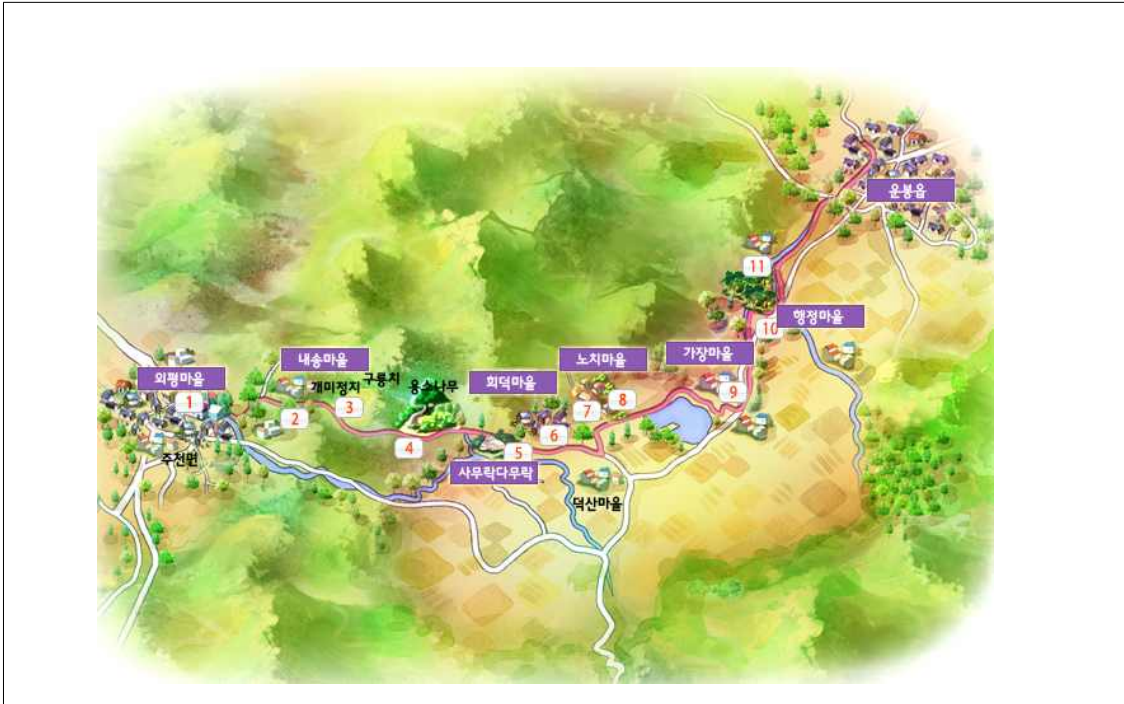 운봉읍
11
행정마을
10
내송마을
노치마을
가장마을
외평마을
개미정지
구룡치
용소나무
회덕마을
1
2
3
4
5
6
7
8
9
주천면
사무락다무락
덕산마을